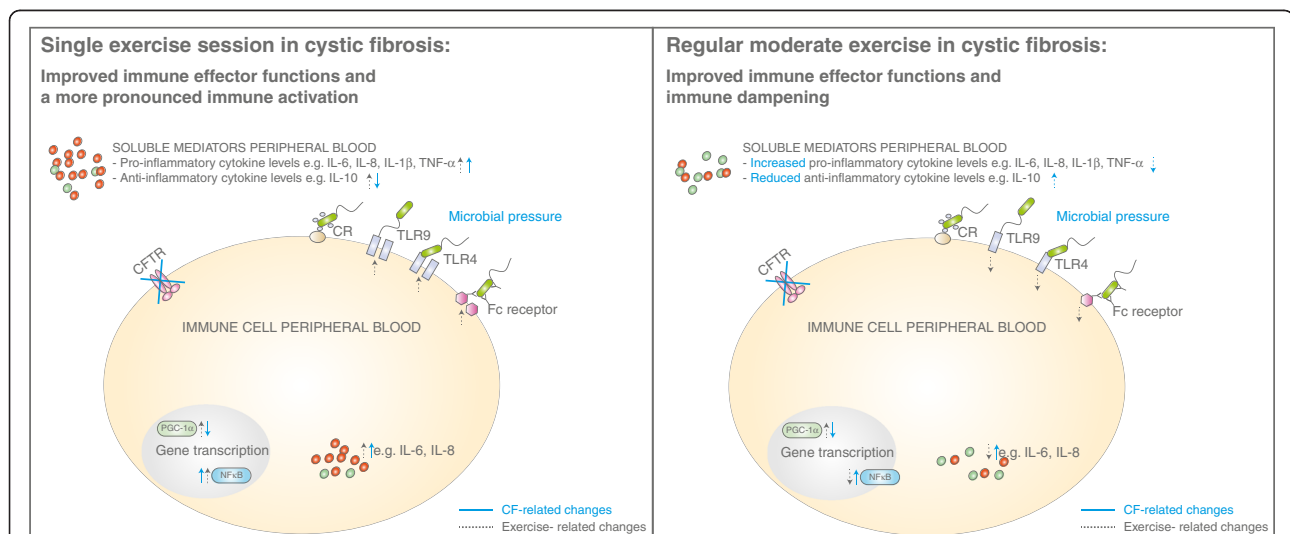 Single exercise session in cystic fibrosis:
Improved immune effector functions and
a more pronounced immune activation
SOLUBLE MEDIATORS PERIPHERAL BLOOD
- Pro-inflammatory cytokine levels e.g. IL-6, IL-8, IL-1β, TNF-α
- Anti-inflammatory cytokine levels e.g. IL-10
Microbial pressure
CR
TLR9
TLR4
CFTR
Fc receptor
IMMUNE CELL PERIPHERAL BLOOD
PGC-1α
Gene transcription
e.g. IL-6, IL-8
NFκB
CF-related changes
Exercise- related changes
Regular moderate exercise in cystic fibrosis:
Improved immune effector functions and
immune dampening
SOLUBLE MEDIATORS PERIPHERAL BLOOD
- Increased pro-inflammatory cytokine levels e.g. IL-6, IL-8, IL-1β, TNF-α
- Reduced anti-inflammatory cytokine levels e.g. IL-10
Microbial pressure
CR
TLR9
TLR4
CFTR
Fc receptor
IMMUNE CELL PERIPHERAL BLOOD
PGC-1α
Gene transcription
e.g. IL-6, IL-8
NFκB
CF-related changes
Exercise- related changes